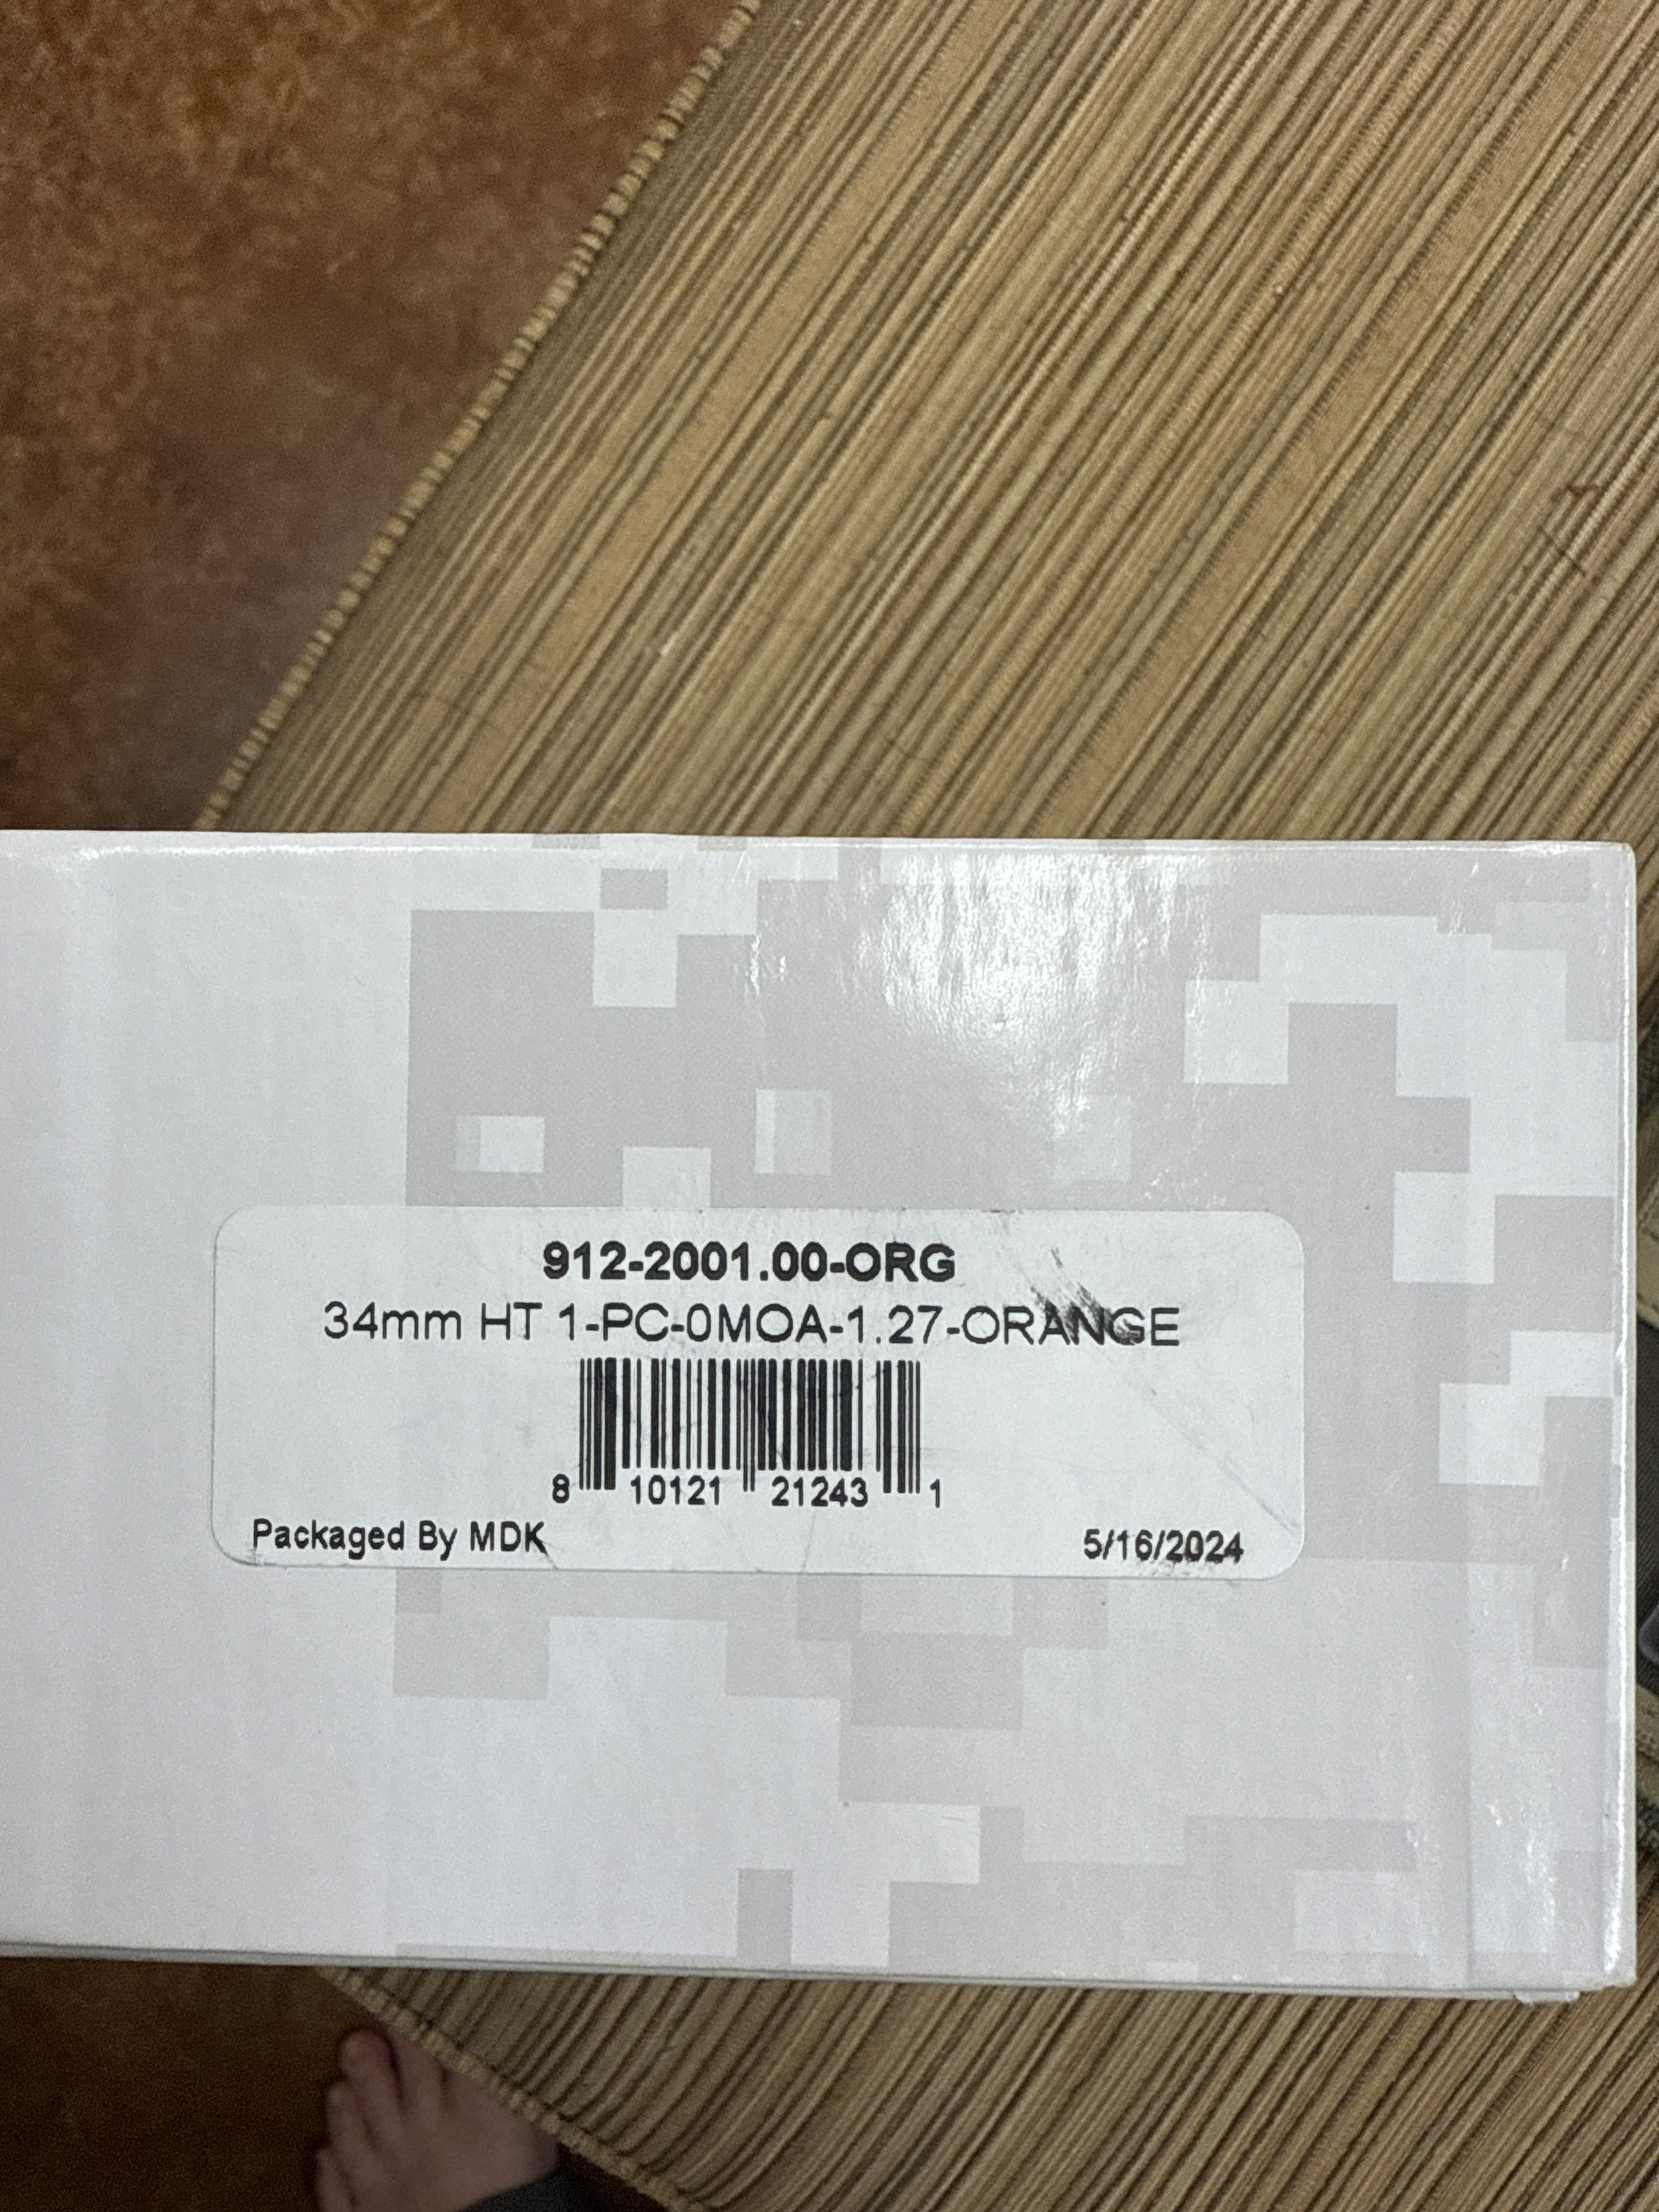 912-2001.00-ORG
34mm HT 1-PC-0MOA-1.27-ORANGE
8 10121 21243 1
Packaged By MDK 5/16/2024